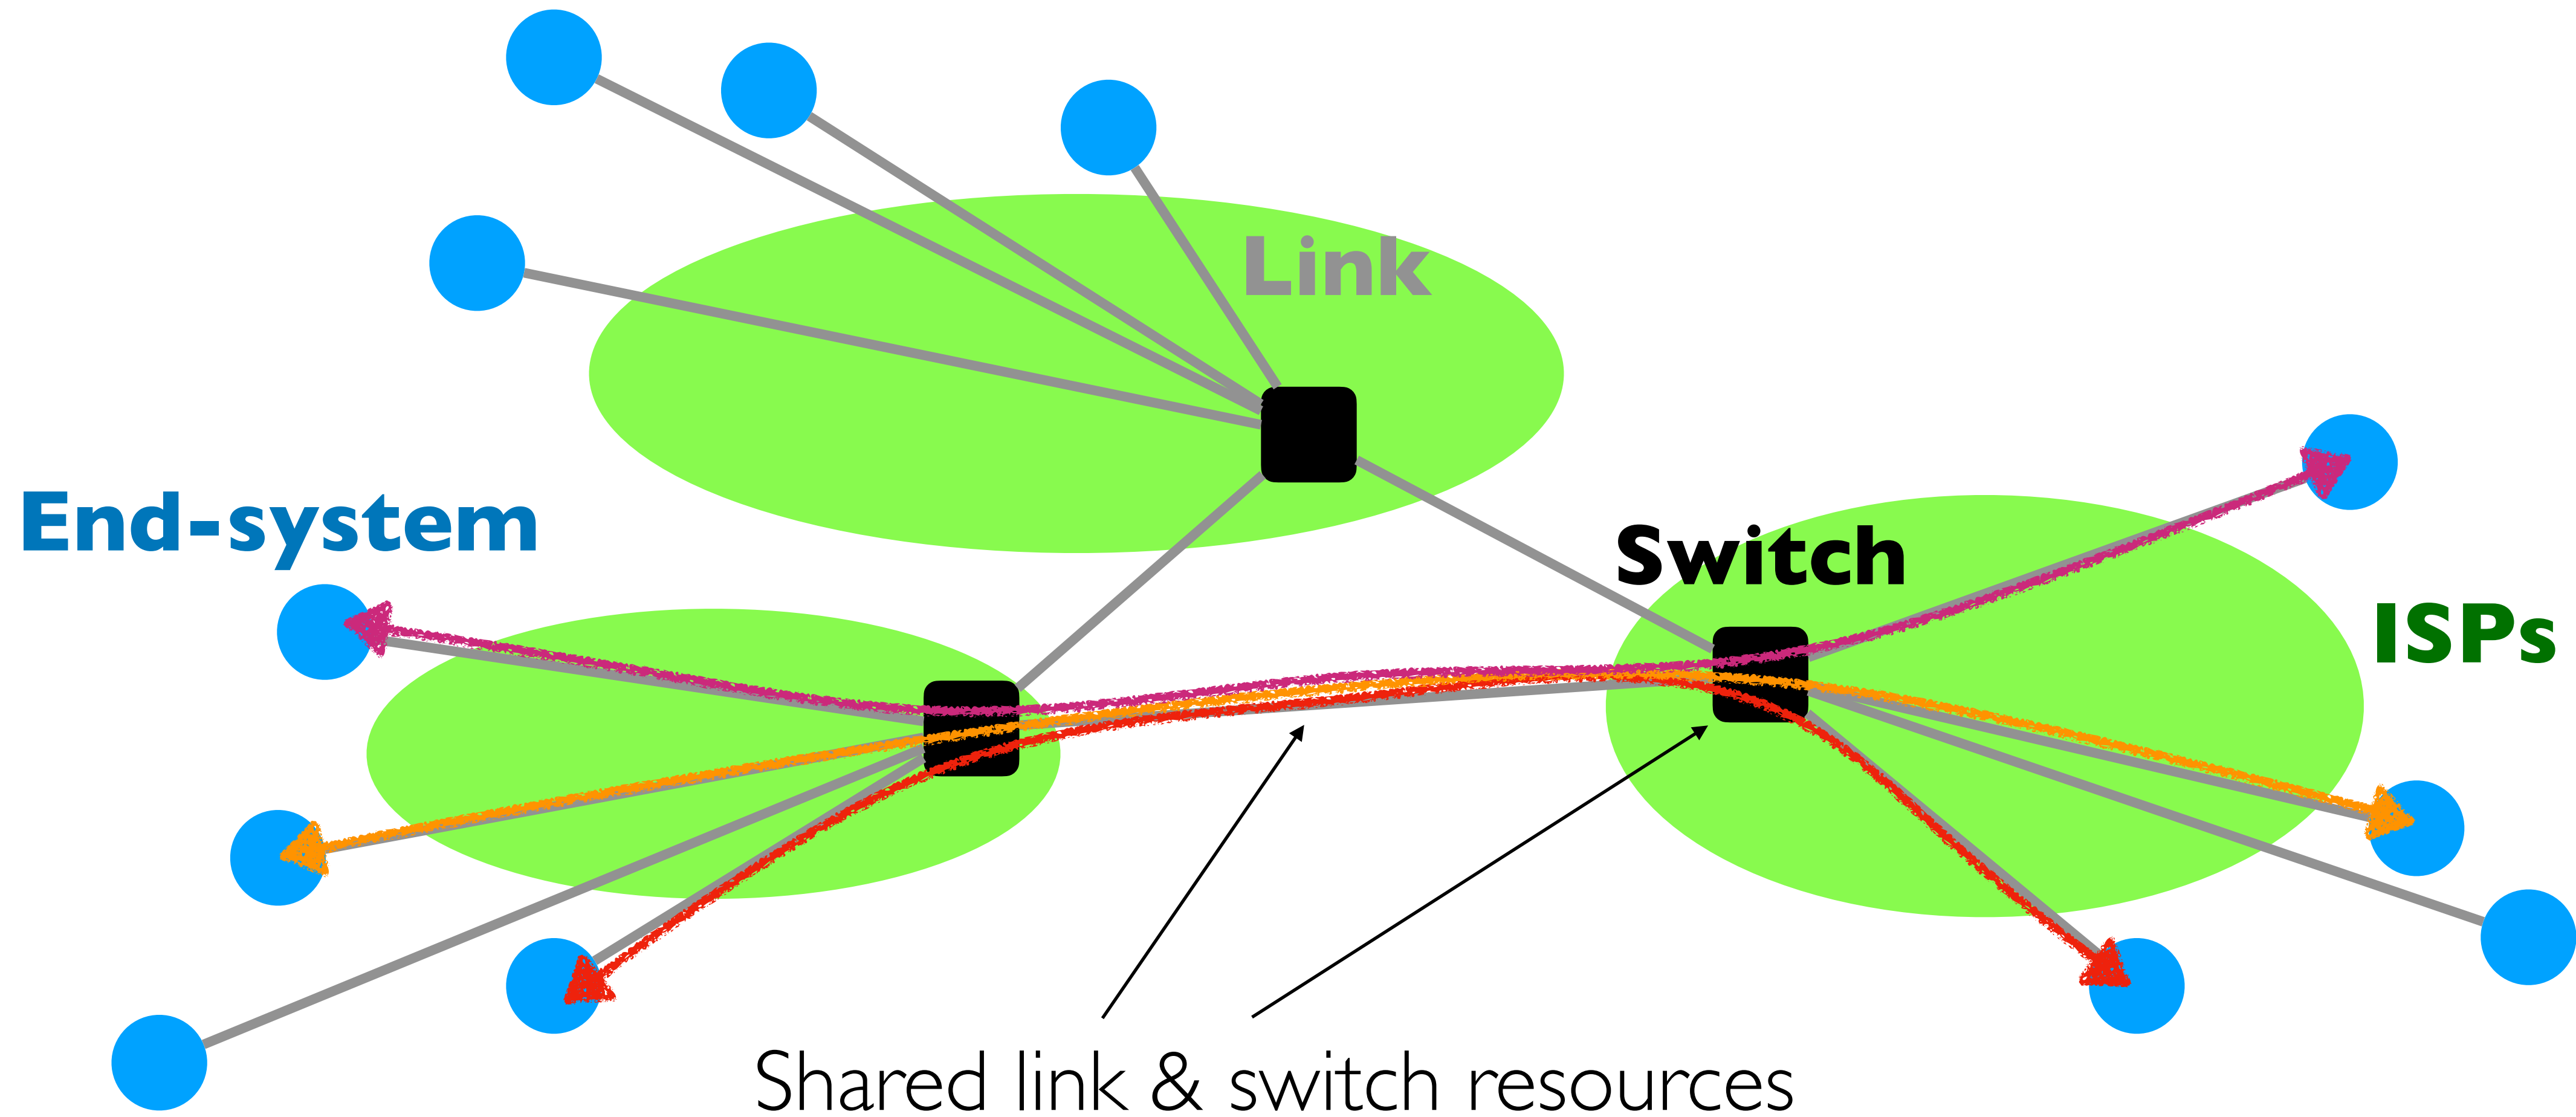 Link
End-system
Switch
ISPs
Shared link & switch resources